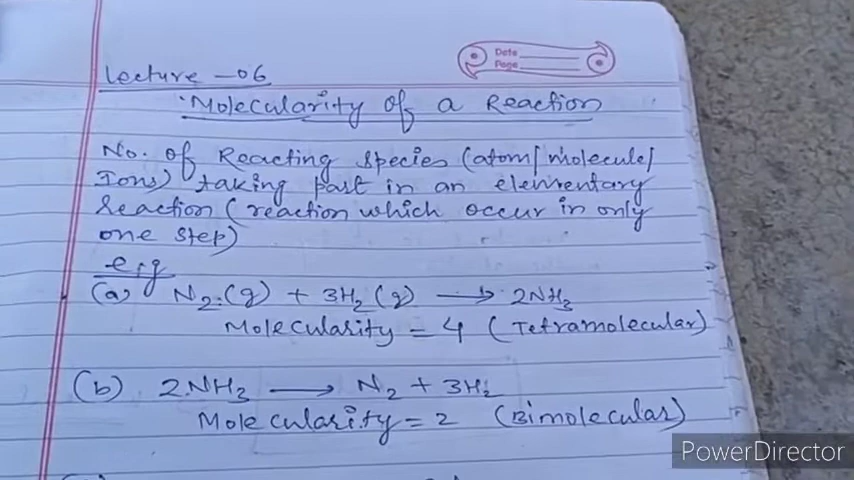 Date
Page
Lecture -06
Molecularity of a Reaction
No. of Reacting species (atom/molecule/
Ions) taking part in an elementary
reaction (reaction which occur in only
one step)
e.g
(a) N₂(g) + 3H₂(g) → 2NH₃
Molecularity = 4 (Tetramolecular)
(b) 2NH₃ → N₂ + 3H₂
Molecularity = 2 (Bimolecular)
PowerDirector